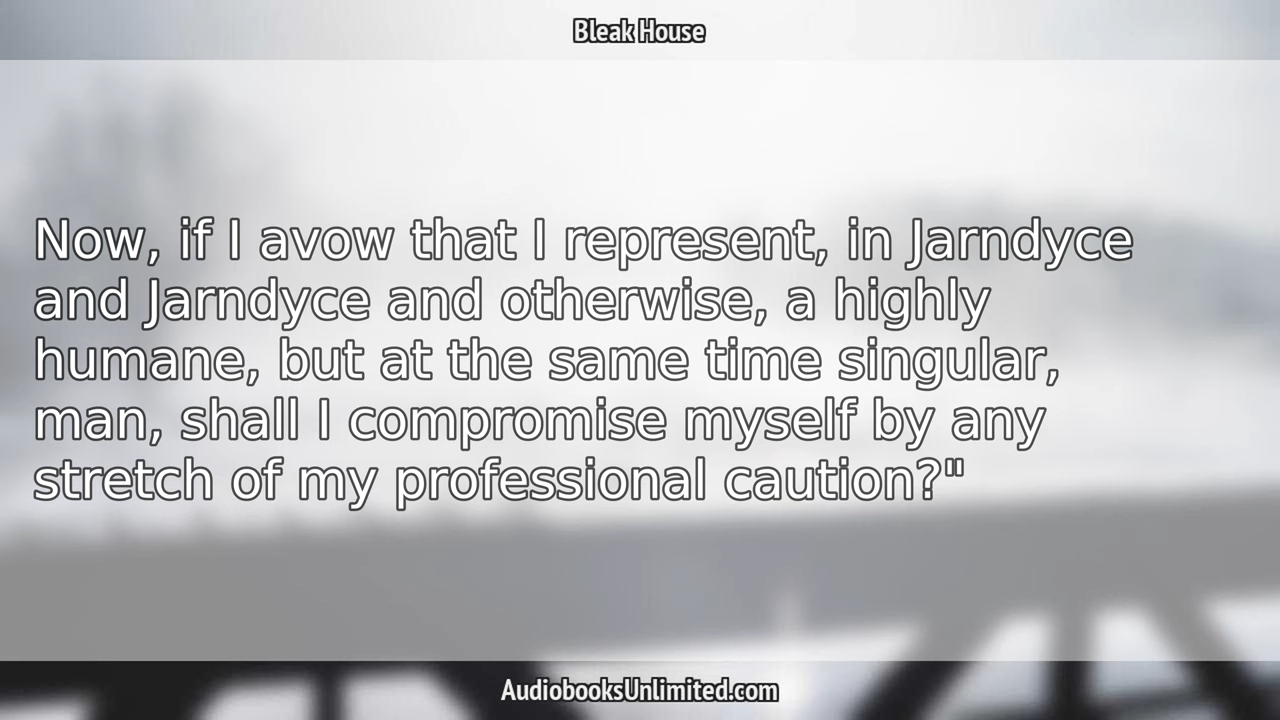 Bleak House
Now, if I avow that I represent, in Jarndyce
and Jarndyce and otherwise, a highly
humane, but at the same time singular,
man, shall I compromise myself by any
stretch of my professional caution?"
AudiobooksUnlimited.com